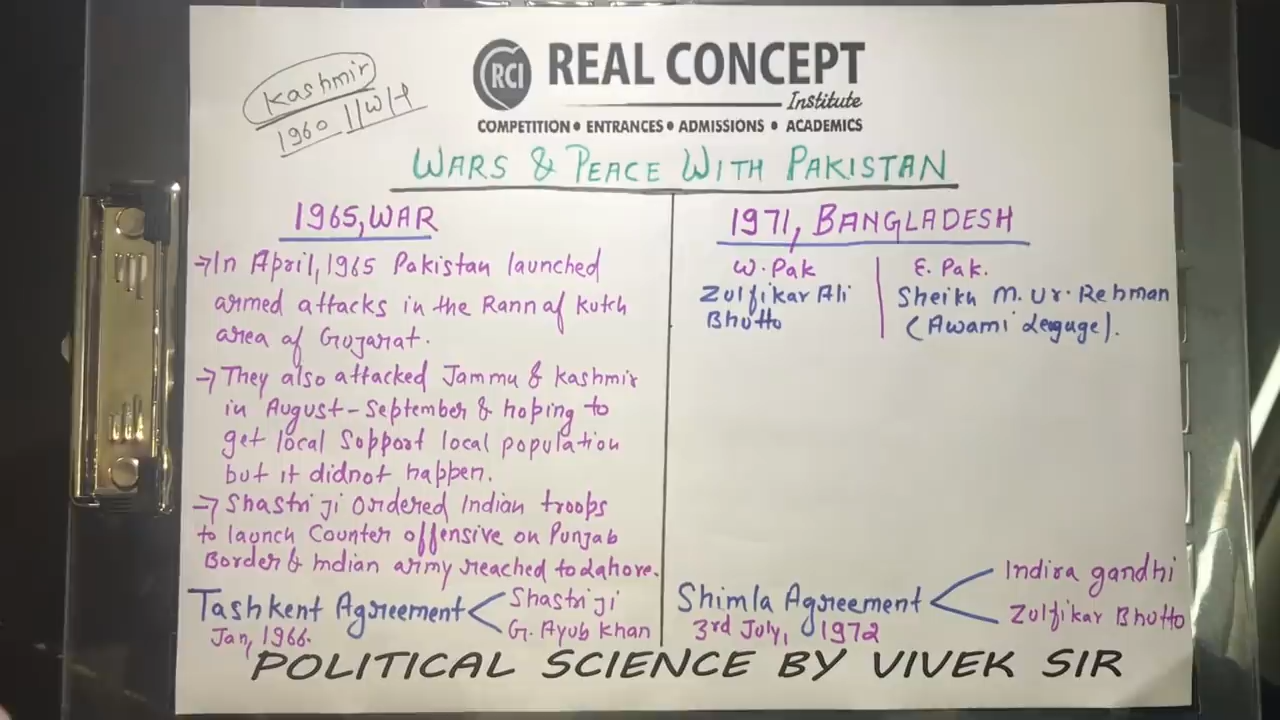 Kashmir
1960 IWT
RCI
REAL CONCEPT
Institute
COMPETITION • ENTRANCES • ADMISSIONS • ACADEMICS
WARS & PEACE WITH PAKISTAN
1965, WAR
→ In April, 1965 Pakistan launched
armed attacks in the Rann of Kutch
area of Gujarat.
→ They also attacked Jammu & Kashmir
in August-September & hoping to
get local Support local population
but it didnot happen.
→ Shastri Ji Ordered Indian troops
to launch Counter offensive on Punjab
Border & Indian army reached to Lahore.
Tashkent Agreement
Shastri Ji
G. Ayub Khan
Jan, 1966.
1971, BANGLADESH
W. Pak
Zulfikar Ali
Bhutto
E. Pak.
Sheikh M. Ur. Rehman
(Awami Leguage).
Shimla Agreement
Indira gandhi
Zulfikar Bhutto
3rd July, 1972
POLITICAL SCIENCE BY VIVEK SIR